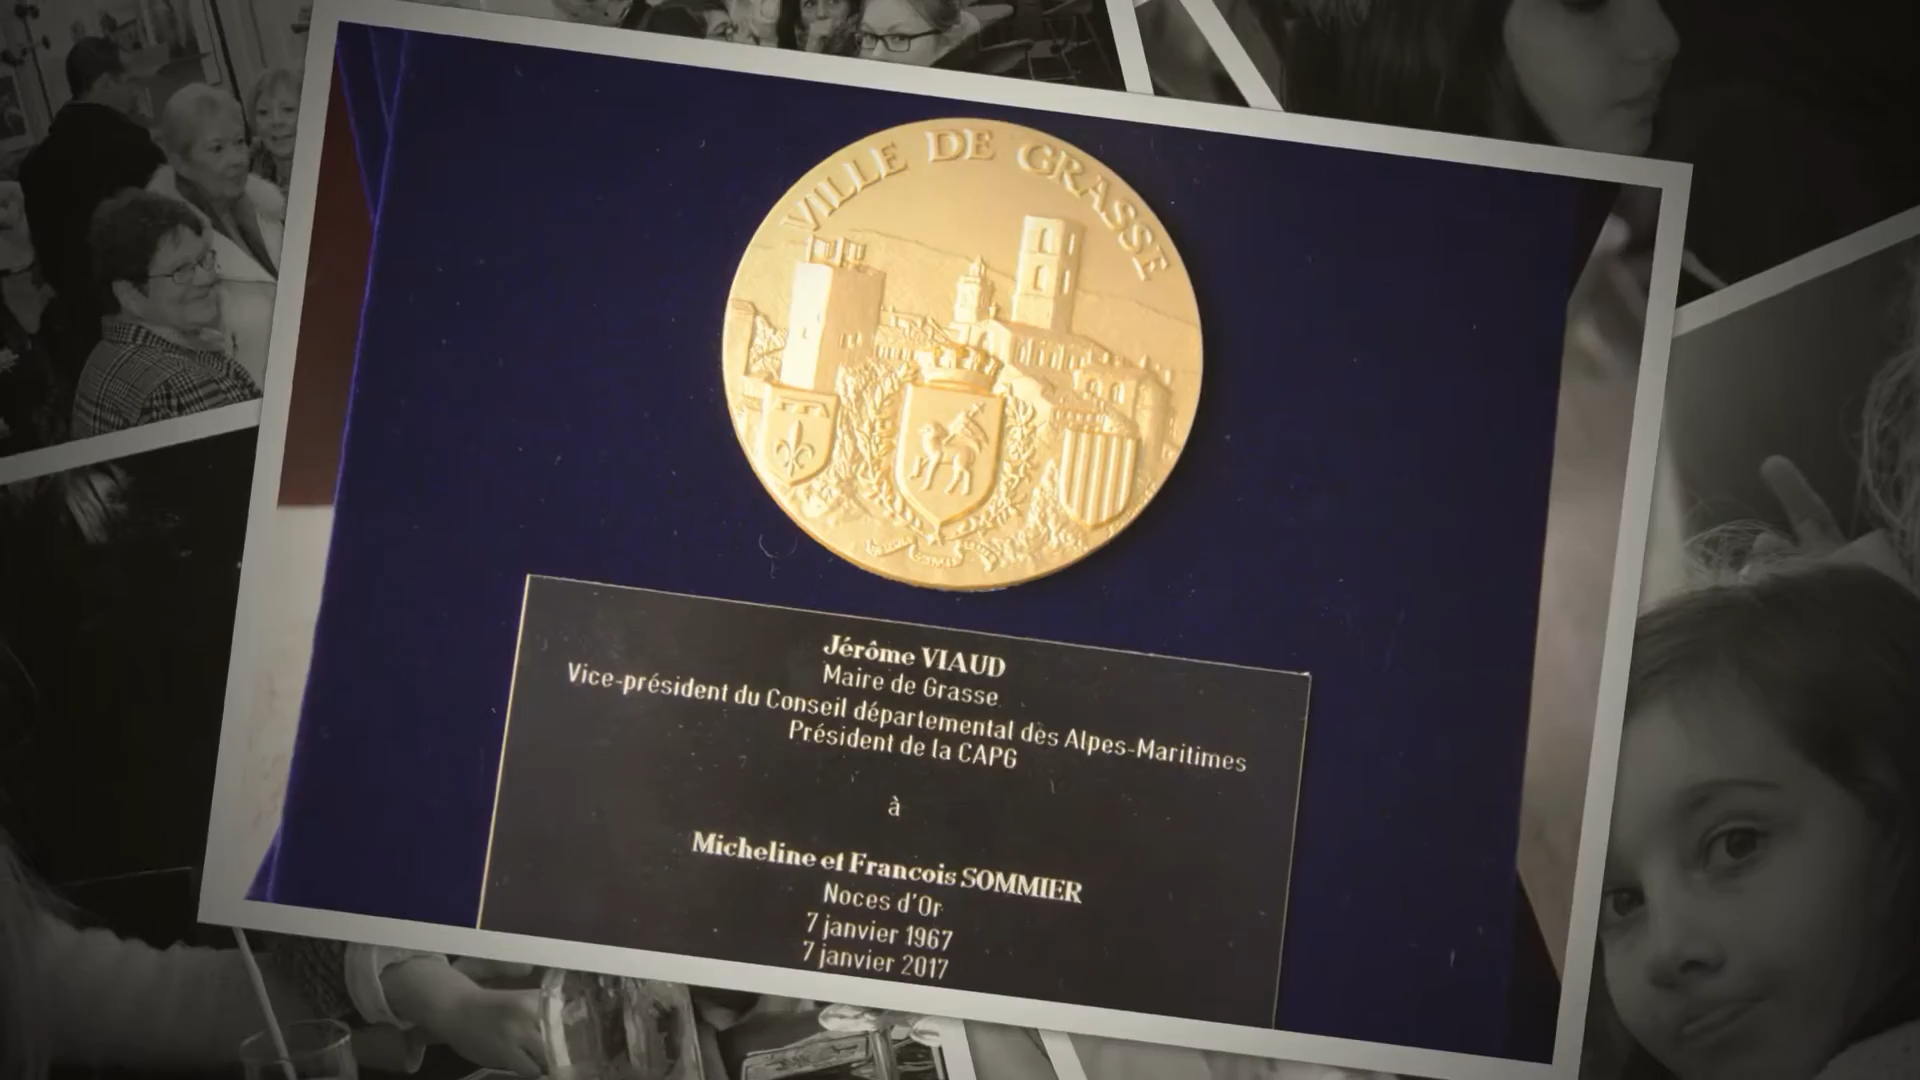 VILLE DE GRASSE
Jérôme VIAUD
Maire de Grasse
Vice-président du Conseil départemental des Alpes-Maritimes
Président de la CAPG
à
Micheline et Francois SOMMIER
Noces d'Or
7 janvier 1967
7 janvier 2017